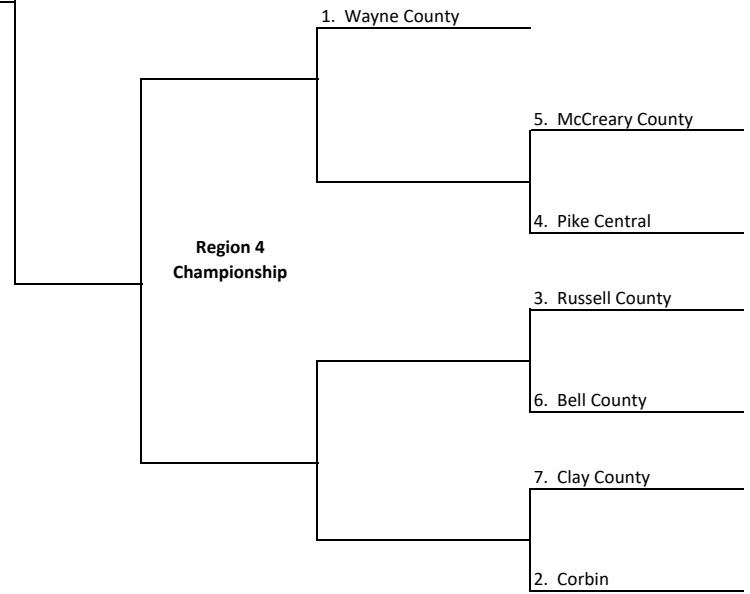 1. Wayne County
5. McCreary County
4. Pike Central
Region 4
Championship
3. Russell County
6. Bell County
7. Clay County
2. Corbin